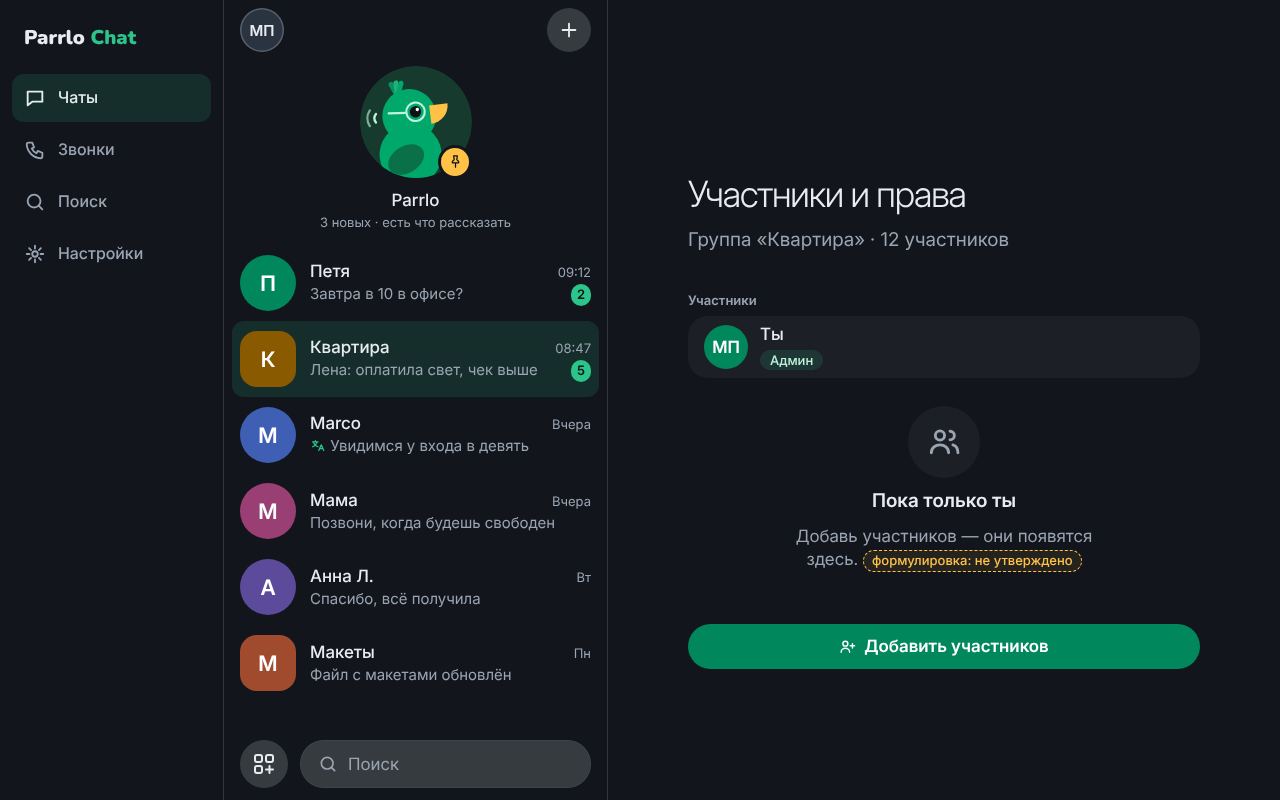 Parrlo Chat
Чаты
Звонки
Поиск
Настройки
МП
Parrlo
3 новых · есть что рассказать
П
Петя
09:12
Завтра в 10 в офисе?
2
К
Квартира
08:47
Лена: оплатила свет, чек выше
5
M
Marco
Вчера
Увидимся у входа в девять
М
Мама
Вчера
Позвони, когда будешь свободен
А
Анна Л.
Вт
Спасибо, всё получила
М
Макеты
Пн
Файл с макетами обновлён
Поиск
Участники и права
Группа «Квартира» · 12 участников
Участники
МП
Ты
Админ
Пока только ты
Добавь участников — они появятся
здесь. формулировка: не утверждено
Добавить участников